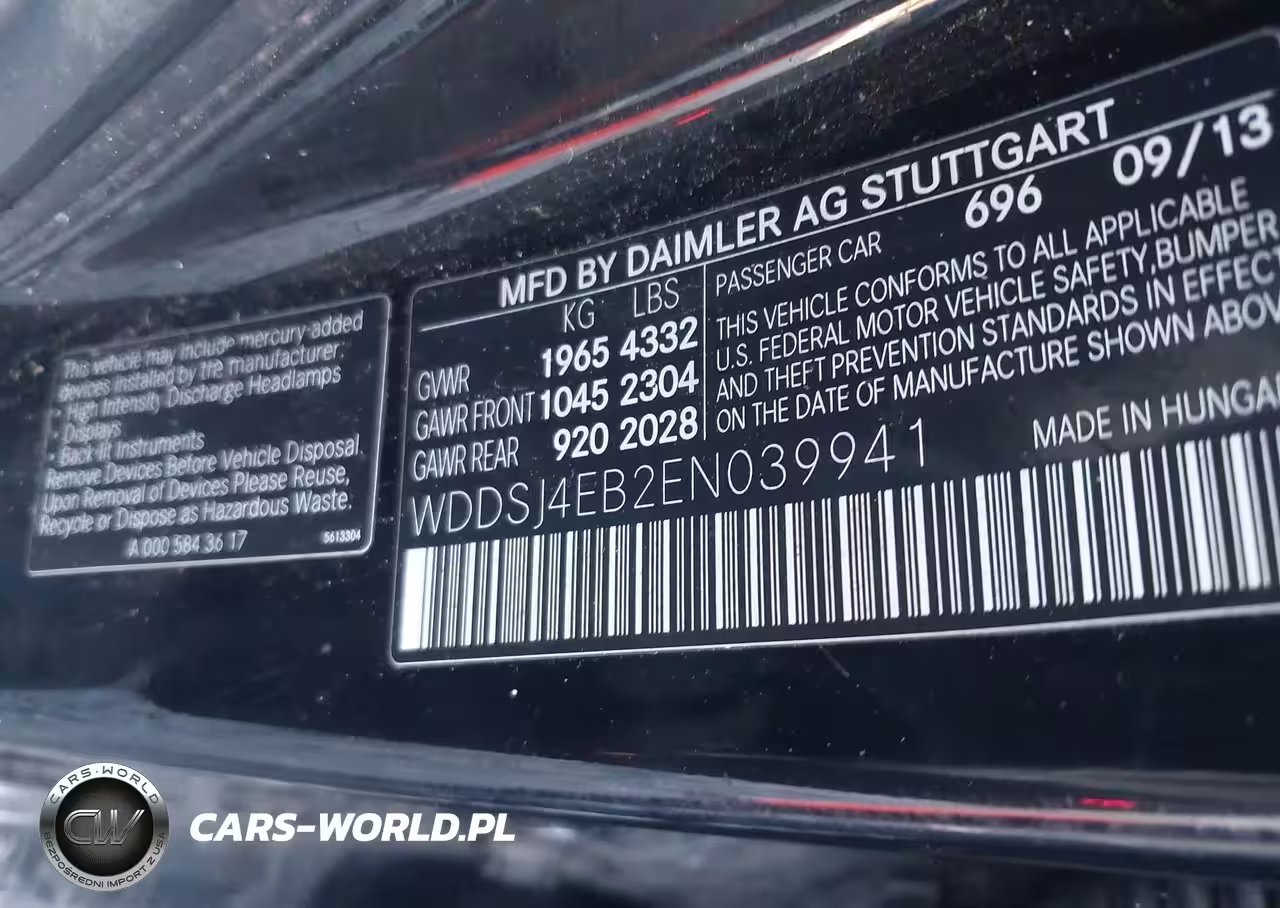 This vehicle may include mercury-added
devices installed by the manufacturer:
- High Intensity Discharge Headlamps
- Displays
- Back-lit Instruments
Remove Devices Before Vehicle Disposal.
Upon Removal of Devices Please Reuse,
Recycle or Dispose as Hazardous Waste.
A 000 584 36 17
5613304
MFD BY DAIMLER AG STUTTGART
KG LBS
GVWR 1965 4332
GAWR FRONT 1045 2304
GAWR REAR 920 2028
PASSENGER CAR 696 09/13
THIS VEHICLE CONFORMS TO ALL APPLICABLE
U.S. FEDERAL MOTOR VEHICLE SAFETY, BUMPER
AND THEFT PREVENTION STANDARDS IN EFFECT
ON THE DATE OF MANUFACTURE SHOWN ABOV
WDDSJ4EB2EN039941
MADE IN HUNGA
CARS-WORLD
CW
BEZPOŚREDNI IMPORT Z USA
CARS-WORLD.PL